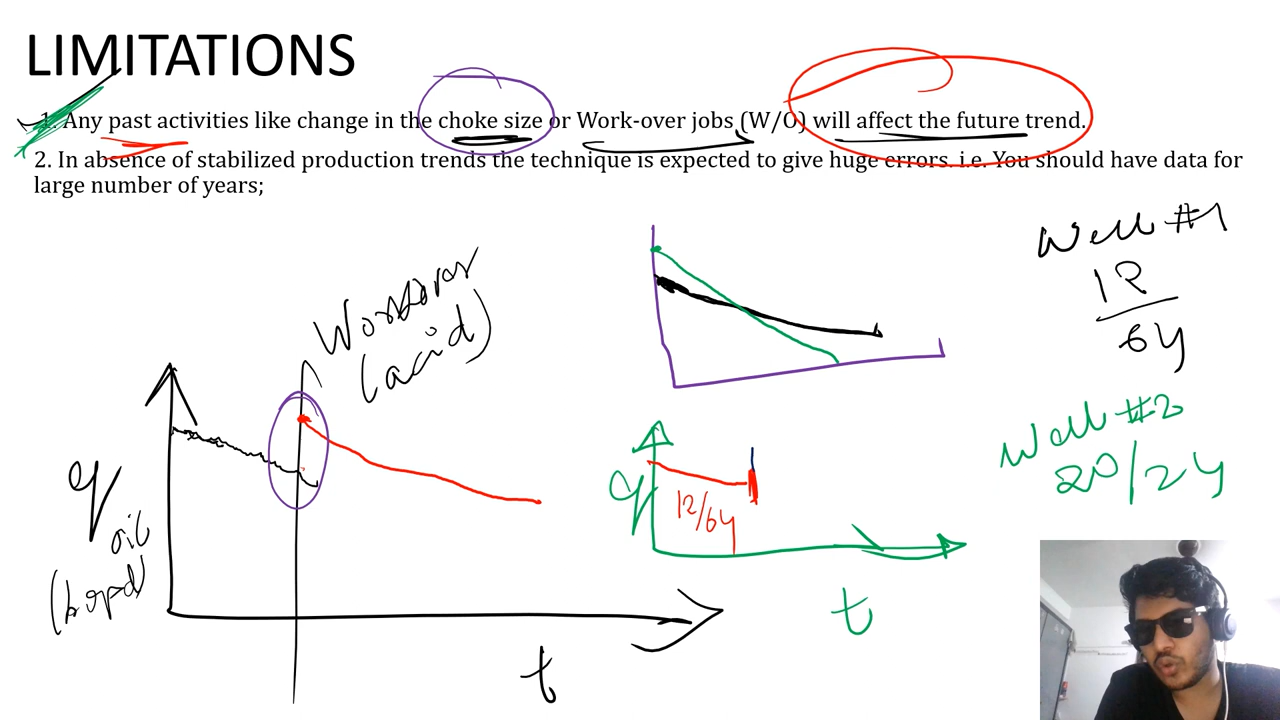 LIMITATIONS
1. Any past activities like change in the choke size or Work-over jobs (W/O) will affect the future trend.
2. In absence of stabilized production trends the technique is expected to give huge errors. i.e. You should have data for
large number of years;
Well #1
12
64
Workover
(acid)
Well #2
20/24
q
oil
(bopd)
t
q
12/64
t